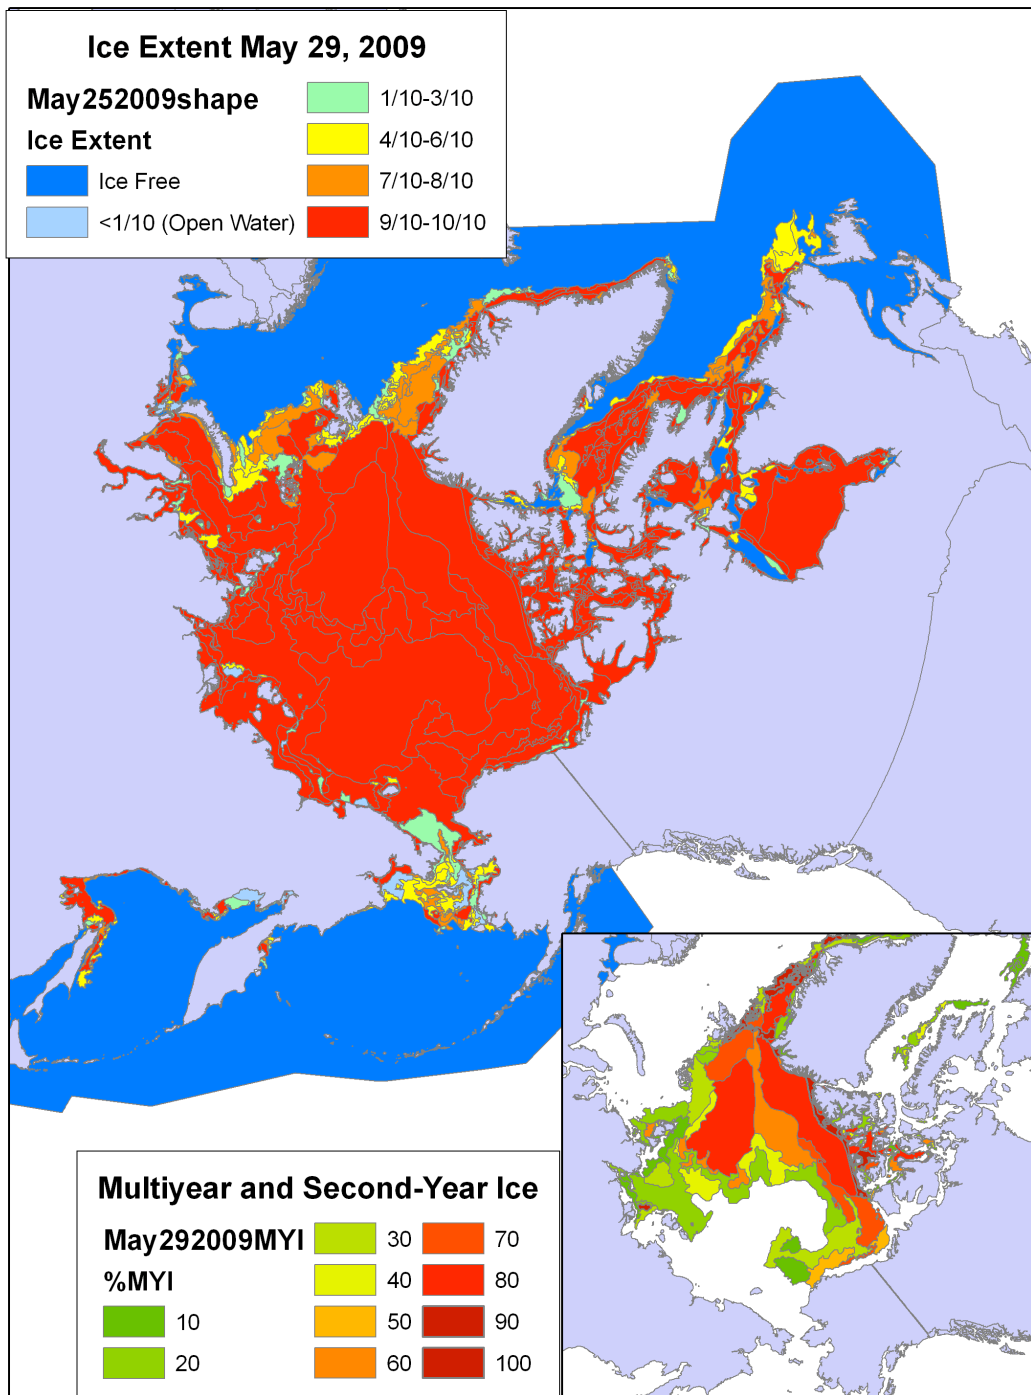 Ice Extent May 29, 2009
May252009shape
Ice Extent
Ice Free
<1/10 (Open Water)
1/10-3/10
4/10-6/10
7/10-8/10
9/10-10/10
Multiyear and Second-Year Ice
May292009MYI
%MYI
10
20
30
40
50
60
70
80
90
100